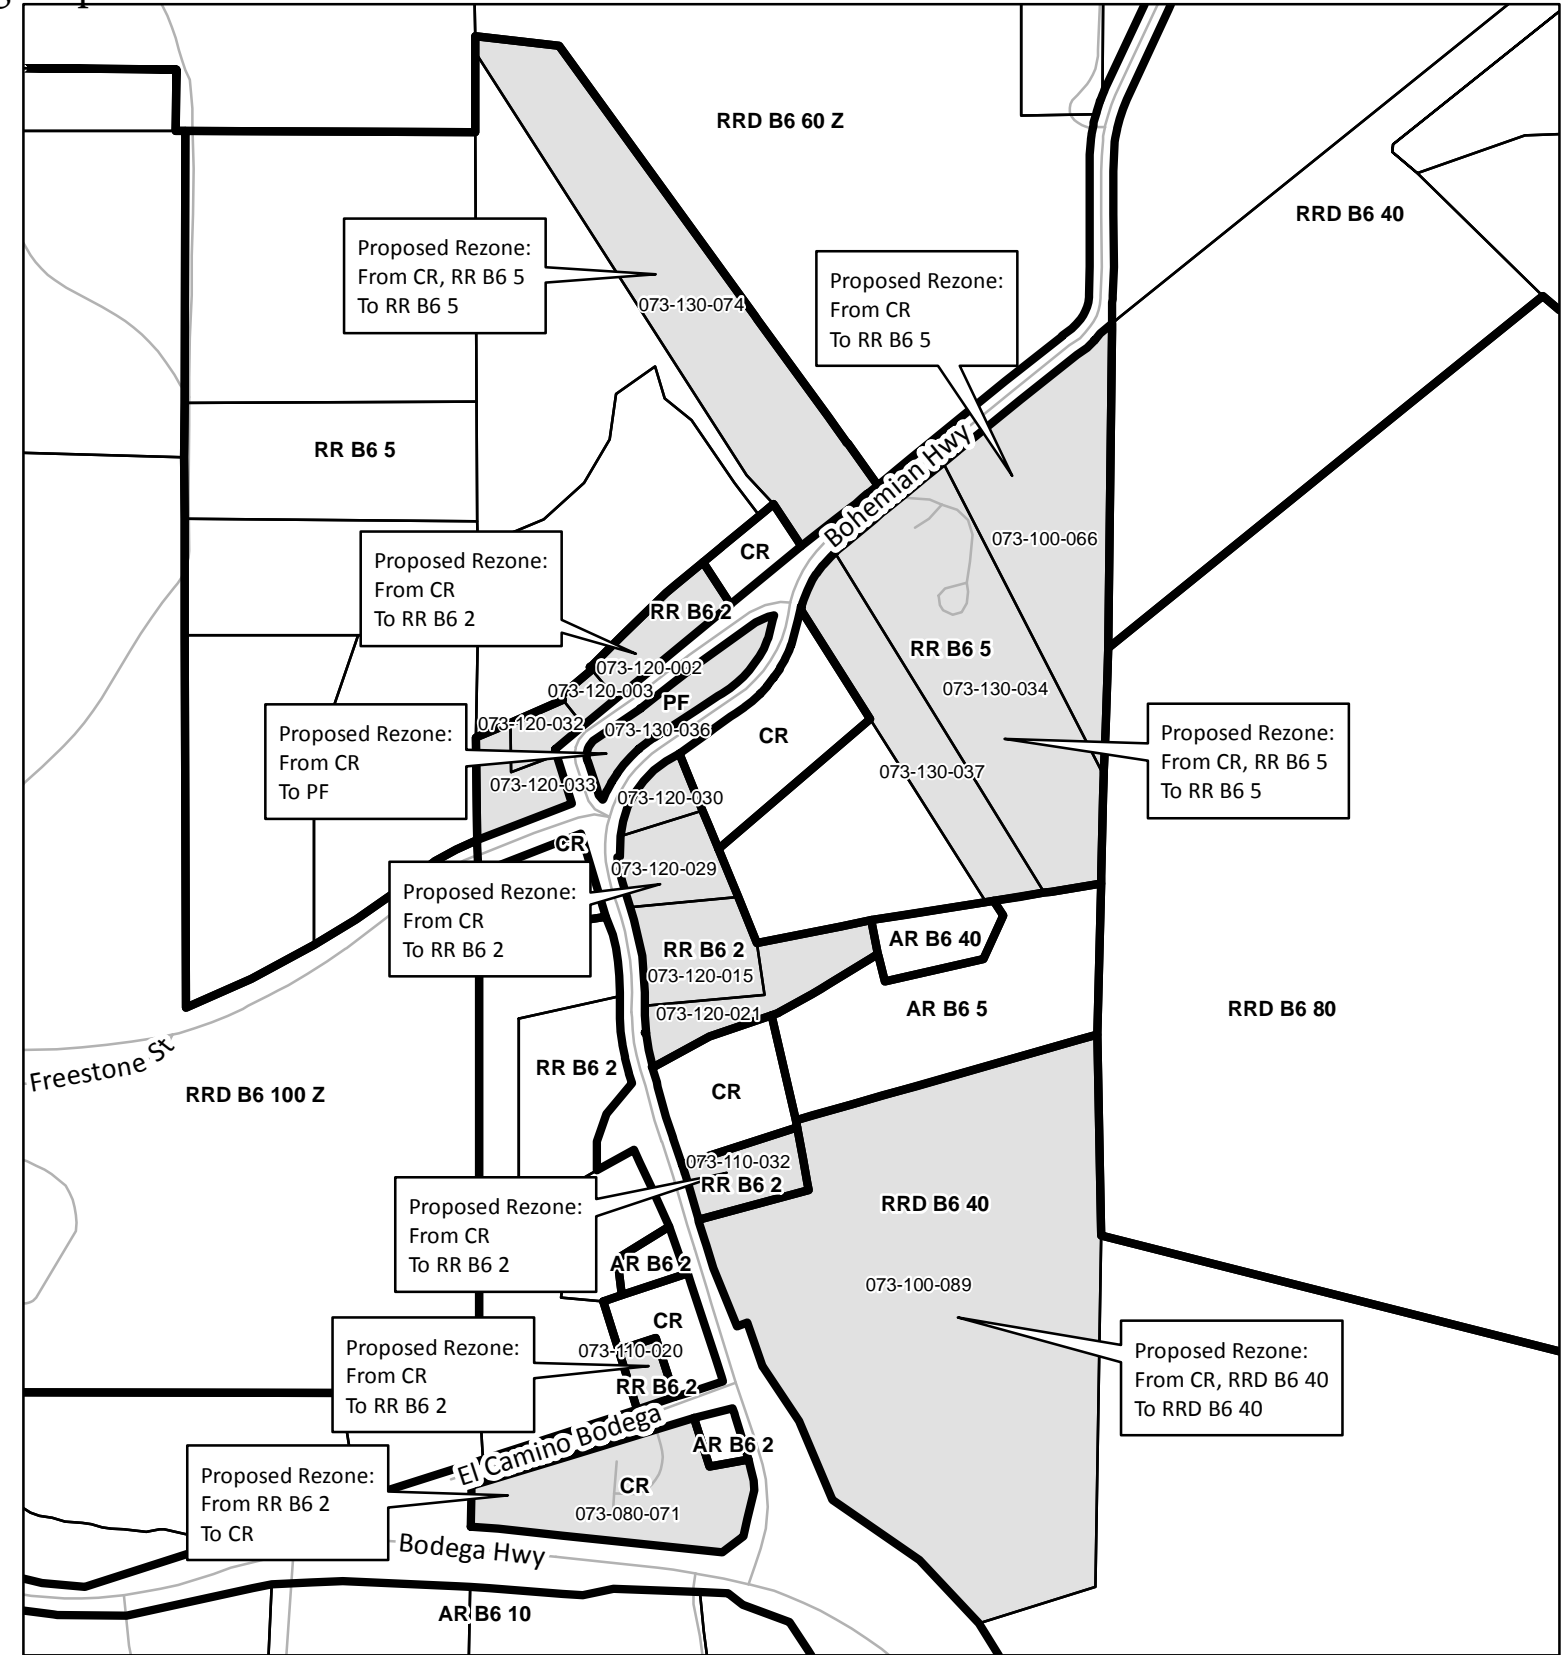 RRD B6 60 Z
RRD B6 40
Proposed Rezone:
From CR, RR B6 5
To RR B6 5
073-130-074
Proposed Rezone:
From CR
To RR B6 5
RR B6 5
Bohemian Hwy
073-100-066
Proposed Rezone:
From CR
To RR B6 2
CR
RR B6 2
RR B6 5
073-120-002
073-120-003
073-130-034
PF
073-120-032
073-130-036
CR
Proposed Rezone:
From CR
To PF
Proposed Rezone:
From CR, RR B6 5
To RR B6 5
073-130-037
073-120-033
073-120-030
CR
073-120-029
Proposed Rezone:
From CR
To RR B6 2
RR B6 2
AR B6 40
073-120-015
073-120-021
AR B6 5
RRD B6 80
Freestone St
RR B6 2
RRD B6 100 Z
CR
073-110-032
RR B6 2
Proposed Rezone:
From CR
To RR B6 2
RRD B6 40
AR B6 2
073-100-089
CR
073-110-020
Proposed Rezone:
From CR
To RR B6 2
RR B6 2
Proposed Rezone:
From CR, RRD B6 40
To RRD B6 40
El Camino Bodega
AR B6 2
CR
073-080-071
Proposed Rezone:
From RR B6 2
To CR
Bodega Hwy
AR B6 10